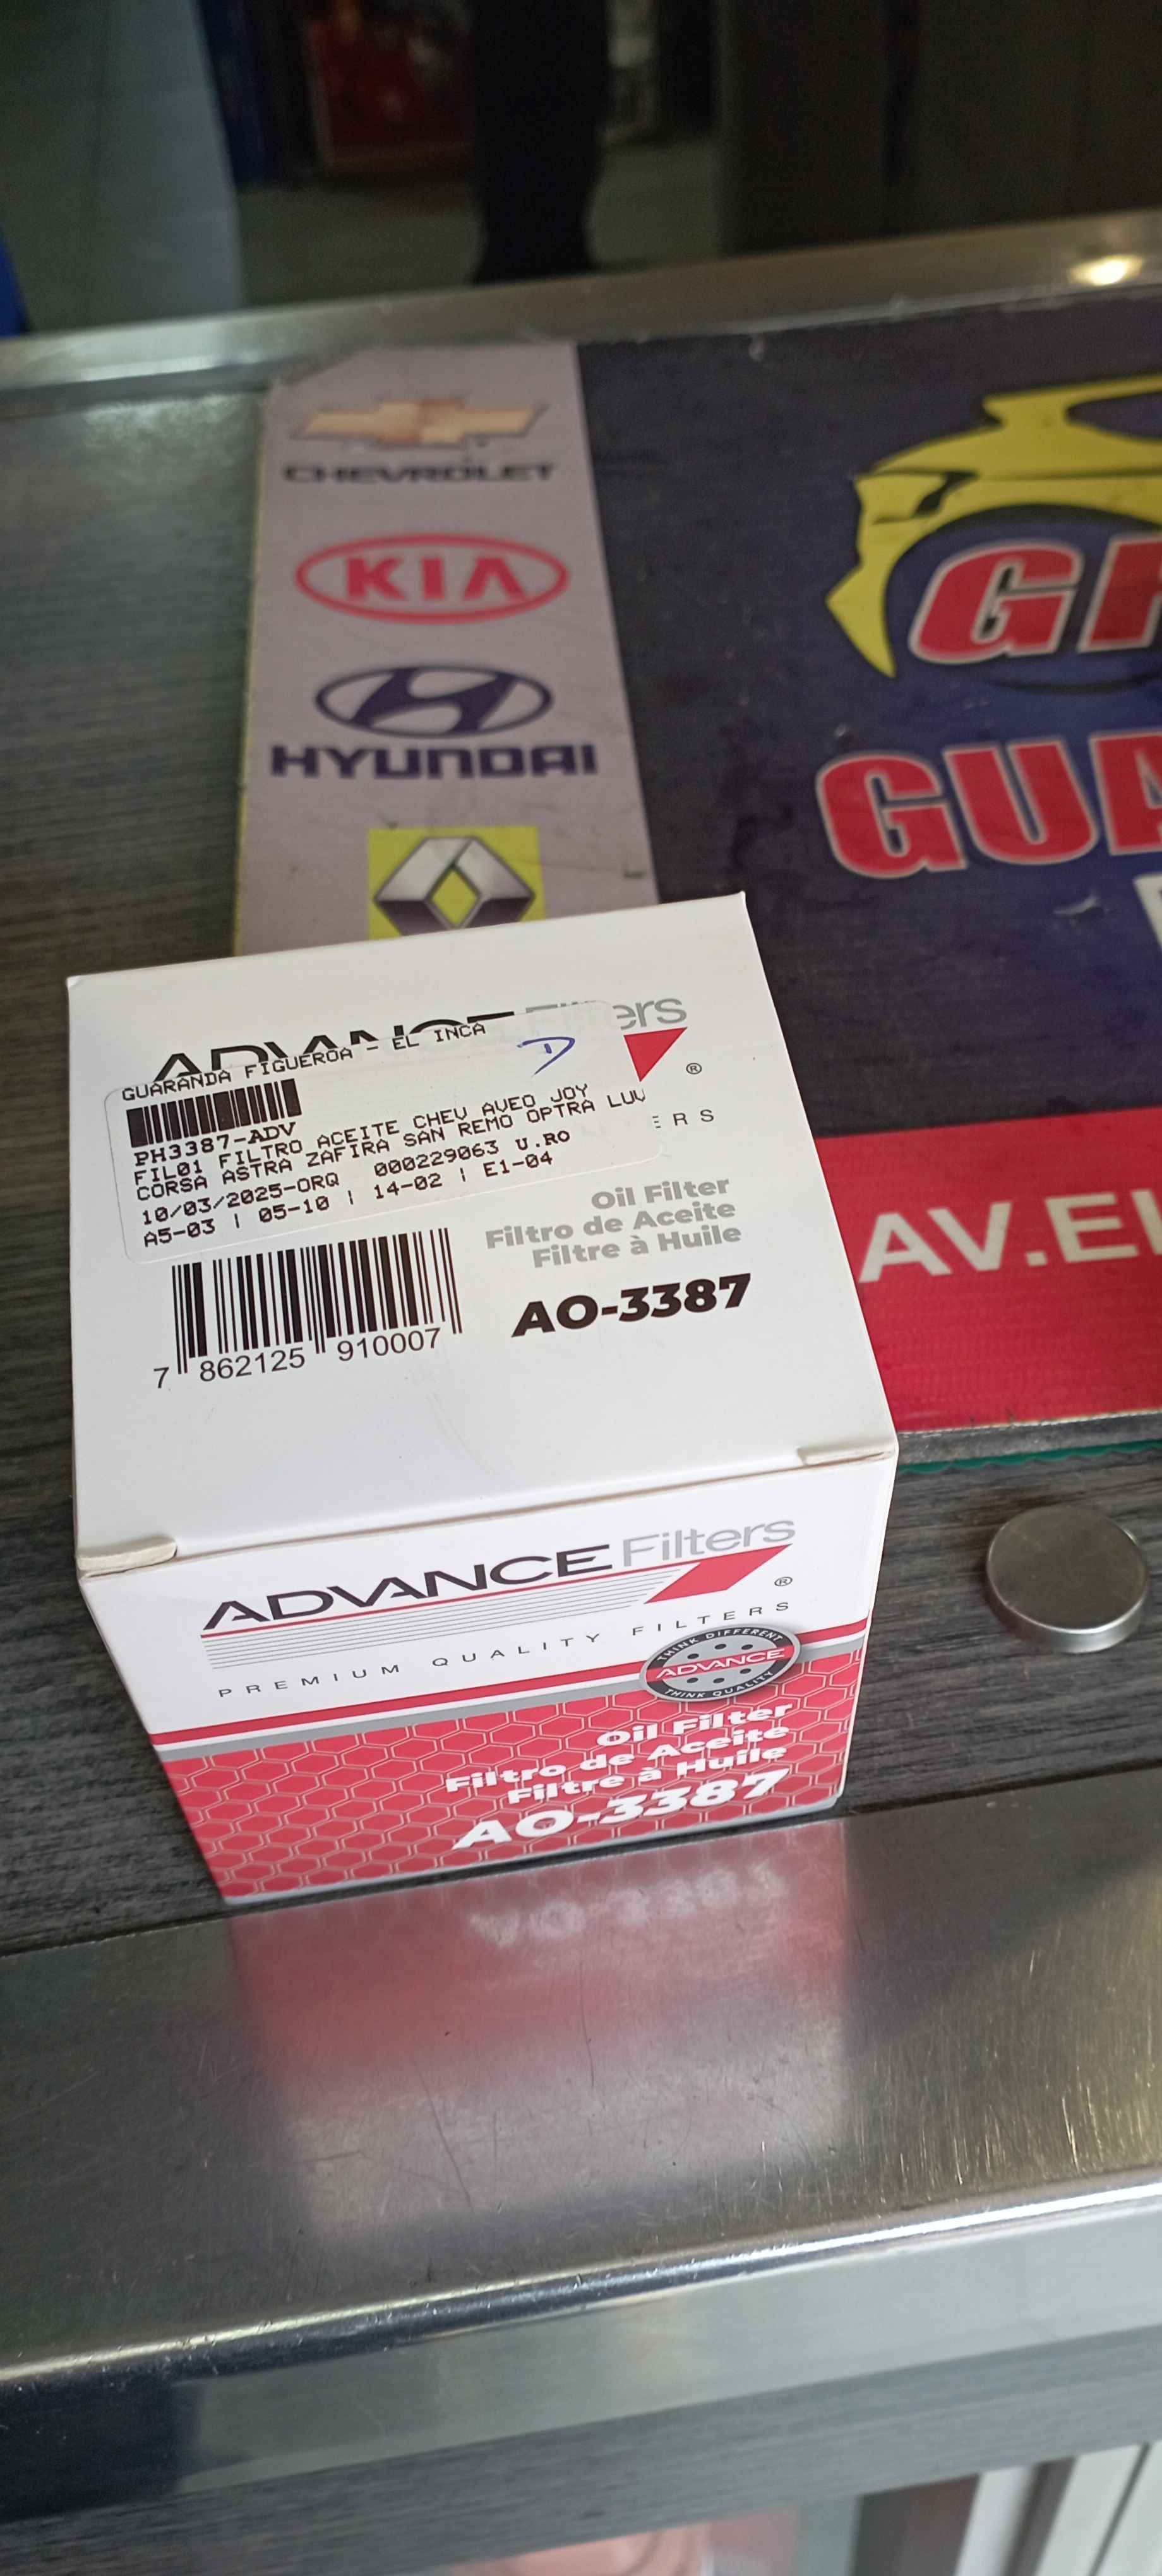 CHEVROLET
KIA
HYUNDAI
GUA
AV.EL
ADVANCE Filters
®
GUARANDA FIGUEROA - EL INCA
PH3387-ADV
FIL01 FILTRO ACEITE CHEV AVEO JOY
CORSA ASTRA ZAFIRA SAN REMO OPTRA LUV
10/03/2025-ORQ 000229063 U.RO
A5-03 | 05-10 | 14-02 | E1-04
ERS
Oil Filter
Filtro de Aceite
Filtre à Huile
AO-3387
7 862125 910007
ADVANCE Filters
®
PREMIUM QUALITY FILTERS
THINK DIFFERENT
ADVANCE
THINK QUALITY
Oil Filter
Filtro de Aceite
Filtre à Huile
AO-3387